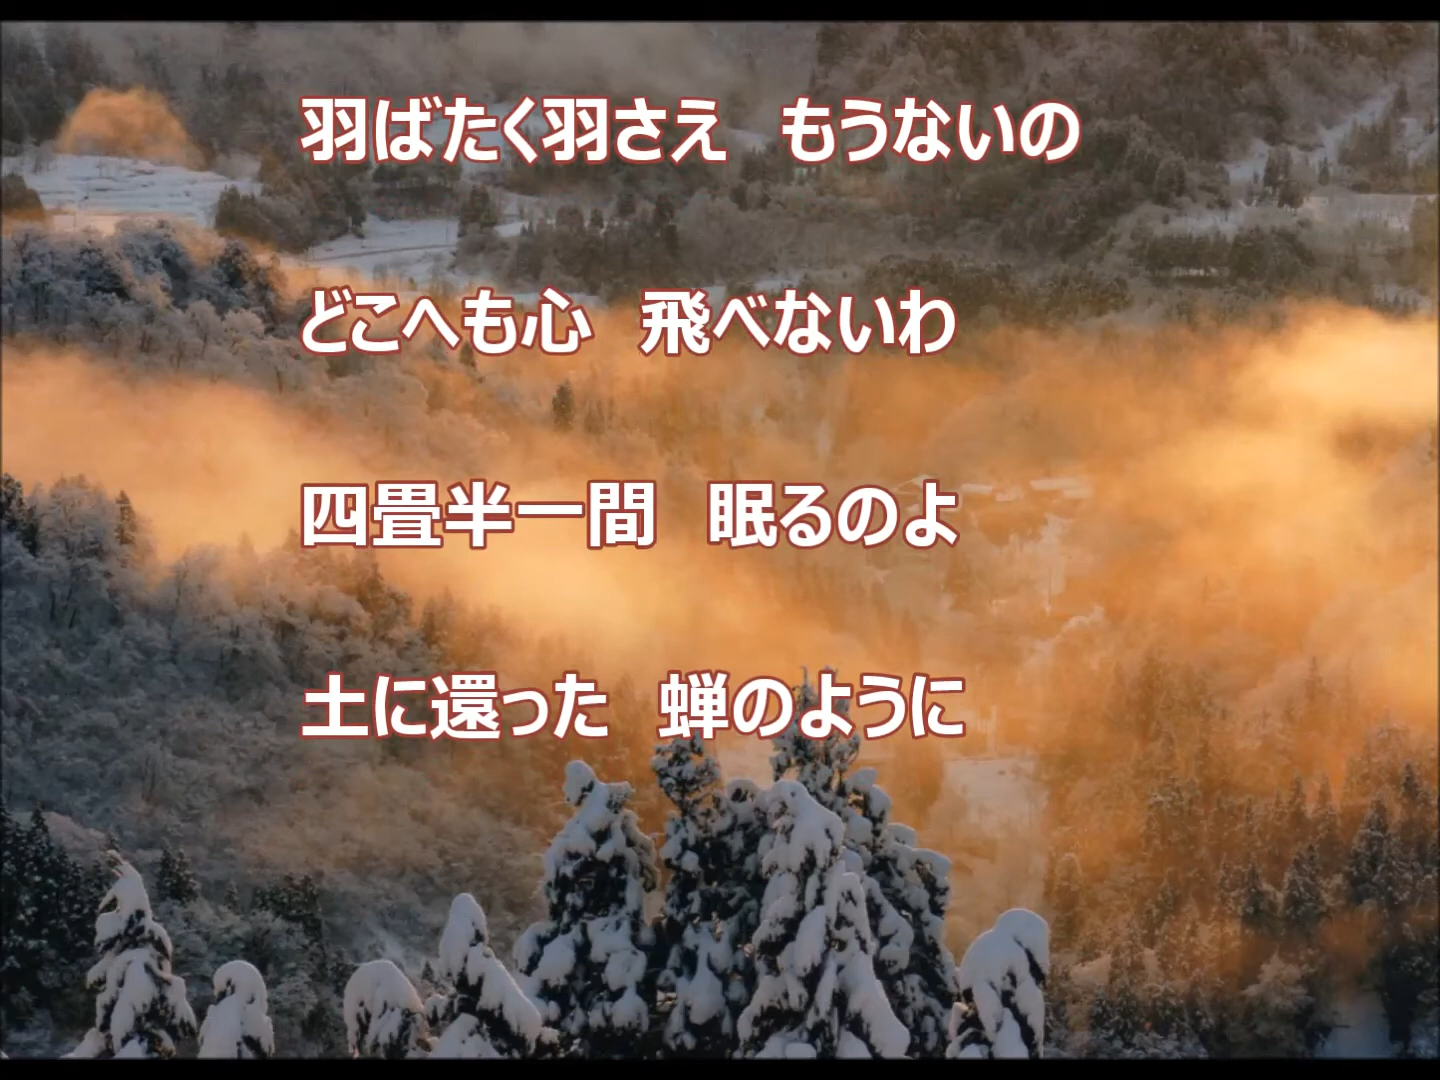 羽ばたく羽さえ　もうないの
どこへも心　飛べないわ
四畳半一間　眠るのよ
土に還った　蝉のように